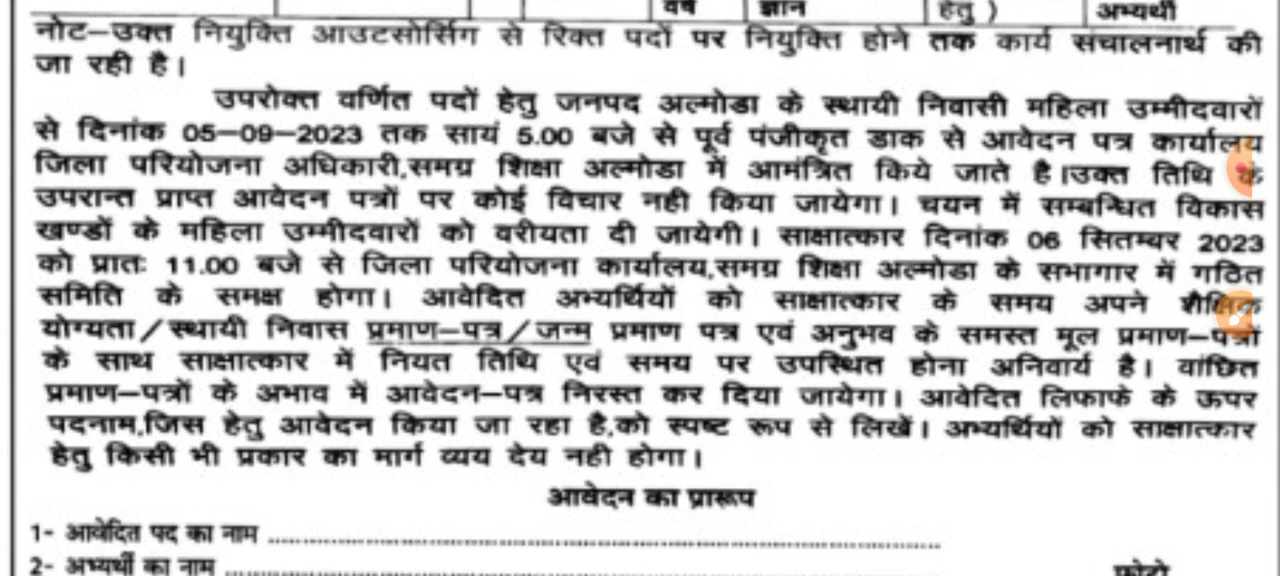 वर्ष ज्ञान हेतु ) अभ्यर्थी
नोट–उक्त नियुक्ति आउटसोर्सिंग से रिक्त पदों पर नियुक्ति होने तक कार्य संचालनार्थ की
जा रही है।
उपरोक्त वर्णित पदों हेतु जनपद अल्मोडा के स्थायी निवासी महिला उम्मीदवारों
से दिनांक 05–09–2023 तक सायं 5.00 बजे से पूर्व पंजीकृत डाक से आवेदन पत्र कार्यालय
जिला परियोजना अधिकारी,समग्र शिक्षा अल्मोडा में आमंत्रित किये जाते है।उक्त तिथि के
उपरान्त प्राप्त आवेदन पत्रों पर कोई विचार नही किया जायेगा। चयन में सम्बन्धित विकास
खण्डों के महिला उम्मीदवारों को वरीयता दी जायेगी। साक्षात्कार दिनांक 06 सितम्बर 2023
को प्रातः 11.00 बजे से जिला परियोजना कार्यालय,समग्र शिक्षा अल्मोडा के सभागार में गठित
समिति के समक्ष होगा। आवेदित अभ्यर्थियों को साक्षात्कार के समय अपने शैक्षिक
योग्यता/स्थायी निवास प्रमाण–पत्र/जन्म प्रमाण पत्र एवं अनुभव के समस्त मूल प्रमाण–पत्रों
के साथ साक्षात्कार में नियत तिथि एवं समय पर उपस्थित होना अनिवार्य है। वांछित
प्रमाण–पत्रों के अभाव में आवेदन–पत्र निरस्त कर दिया जायेगा। आवेदित लिफाफे के ऊपर
पदनाम,जिस हेतु आवेदन किया जा रहा है,को स्पष्ट रूप से लिखें। अभ्यर्थियों को साक्षात्कार
हेतु किसी भी प्रकार का मार्ग व्यय देय नही होगा।
आवेदन का प्रारूप
1- आवेदित पद का नाम ................................................
2- अभ्यर्थी का नाम ................................................ फोटो